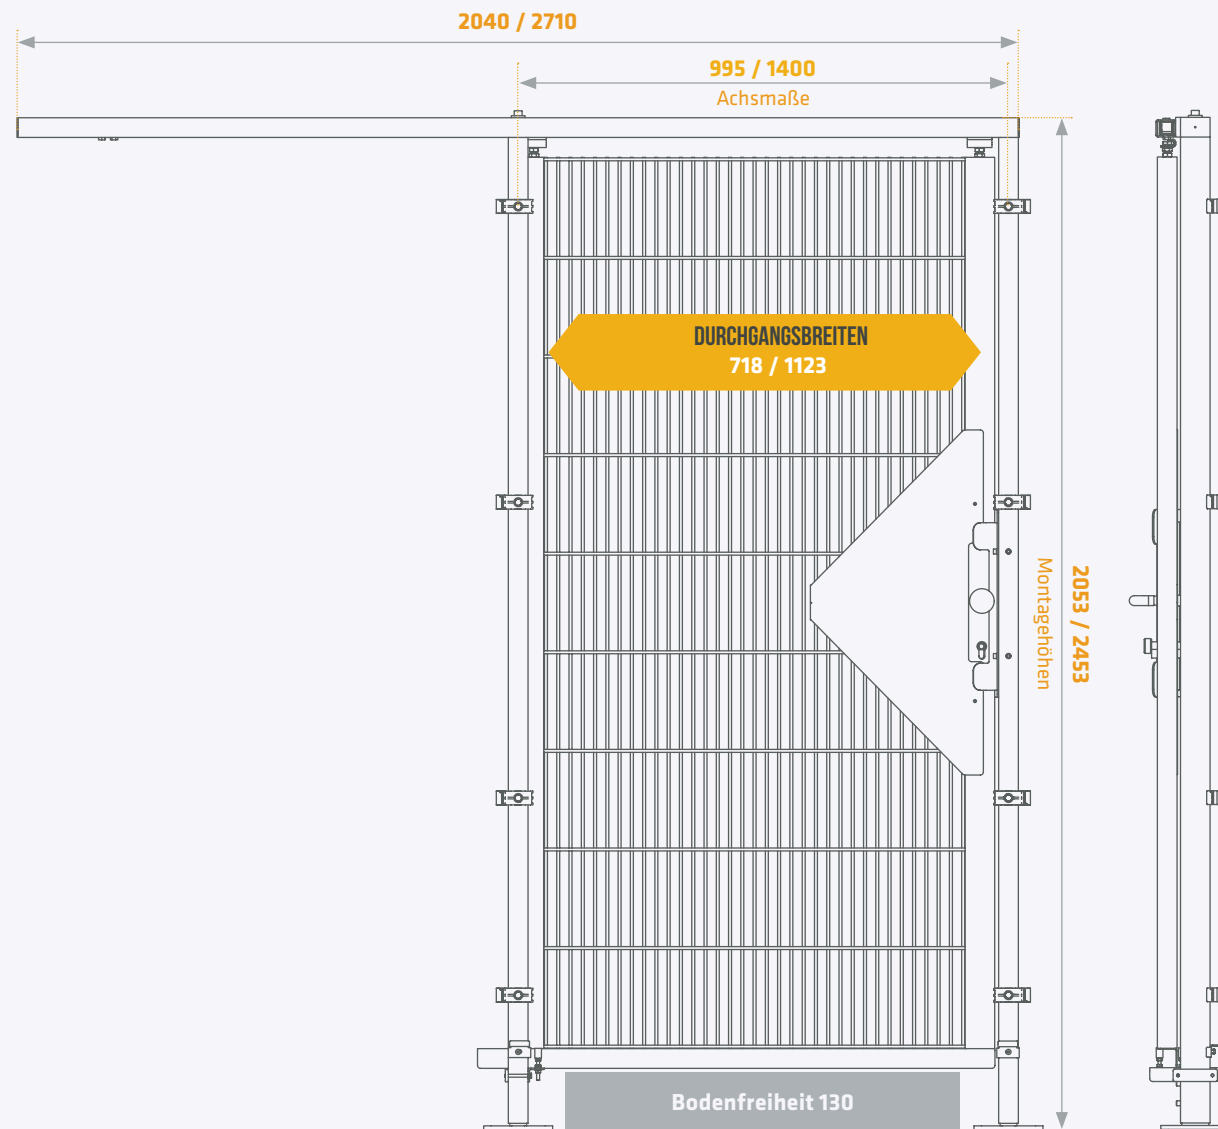 2040 / 2710
995 / 1400
Achsmaße
DURCHGANGSBREITEN
718 / 1123
2053 / 2453
Montagehöhen
Bodenfreiheit 130